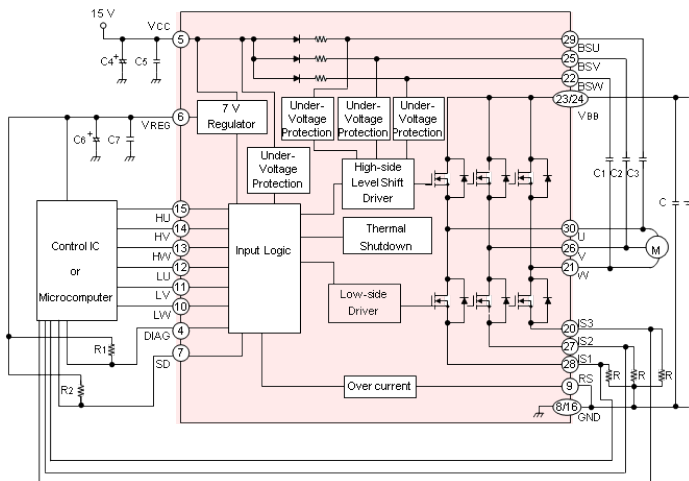 15 V
VCC
5
C4+
C5
7 V
Regulator
6
VREG
C6+
C7
Under-
Voltage
Protection
Under-
Voltage
Protection
Under-
Voltage
Protection
Under-
Voltage
Protection
29
BSU
25
BSV
22
BSW
23/24
VBB
High-side
Level Shift
Driver
C1
C2
C3
C
Control IC
or
Microcomputer
15
HU
14
HV
13
HW
12
LU
11
LV
10
LW
4
DIAG
7
SD
R1
R2
Input Logic
Thermal
Shutdown
Low-side
Driver
30
U
26
V
21
W
M
20
IS3
27
IS2
28
IS1
R
R
R
Over current
9
RS
8/16
GND